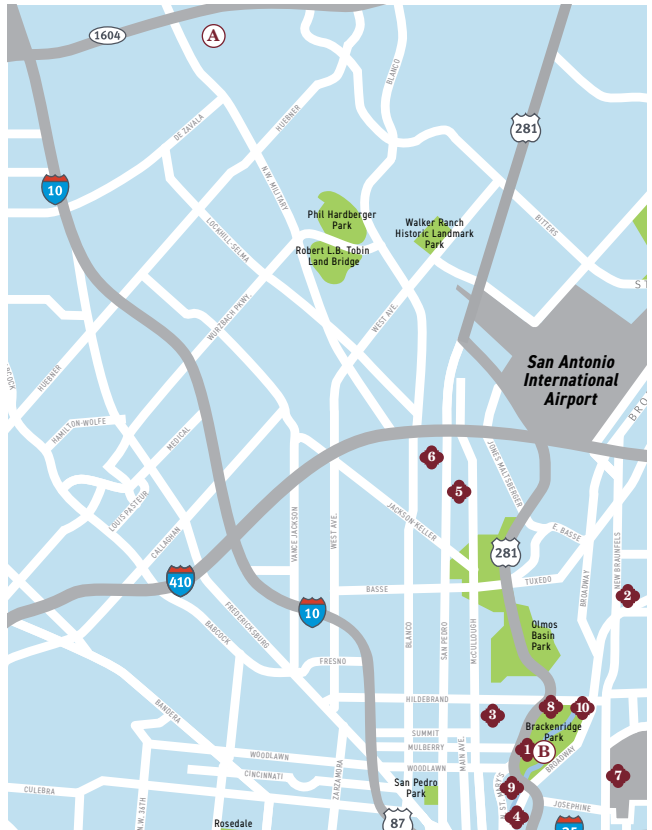 1604
A
BLANCO
281
DE ZAVALA
HUEBNER
N.W. MILITARY
10
BITTERS
Phil Hardberger
Park
Walker Ranch
Historic Landmark
Park
LOCKHILL-SELMA
Robert L.B. Tobin
Land Bridge
WURZBACH PKWY
WEST AVE.
San Antonio
International
Airport
HUEBNER
HAMILTON-WOLFE
MEDICAL
6
JONES MALTSBERGER
5
LOUIS PASTEUR
CALLAGHAN
VANCE JACKSON
WEST AVE.
JACKSON-KELLER
E. BASSE
281
410
BASSE
TUXEDO
BROADWAY
NEW BRAUNFELS
2
FREDERICKSBURG
10
BABCOCK
BLANCO
SAN PEDRO
McCULLOUGH
Olmos
Basin
Park
FRESNO
BANDERA
HILDEBRAND
8
10
3
Brackenridge
Park
SUMMIT
MULBERRY
MAIN AVE.
1
B
WOODLAWN
WOODLAWN
BROADWAY
CINCINNATI
ZARZAMORA
San Pedro
Park
7
CULEBRA
N.W. 36TH
N ST. MARY'S
9
JOSEPHINE
4
Rosedale
87